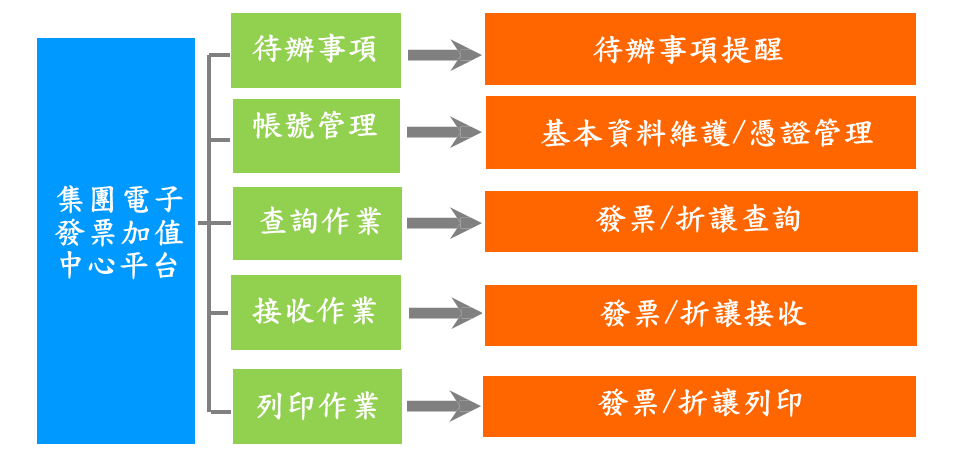 集團電子
發票加值
中心平台
待辦事項
待辦事項提醒
帳號管理
基本資料維護/憑證管理
查詢作業
發票/折讓查詢
接收作業
發票/折讓接收
列印作業
發票/折讓列印